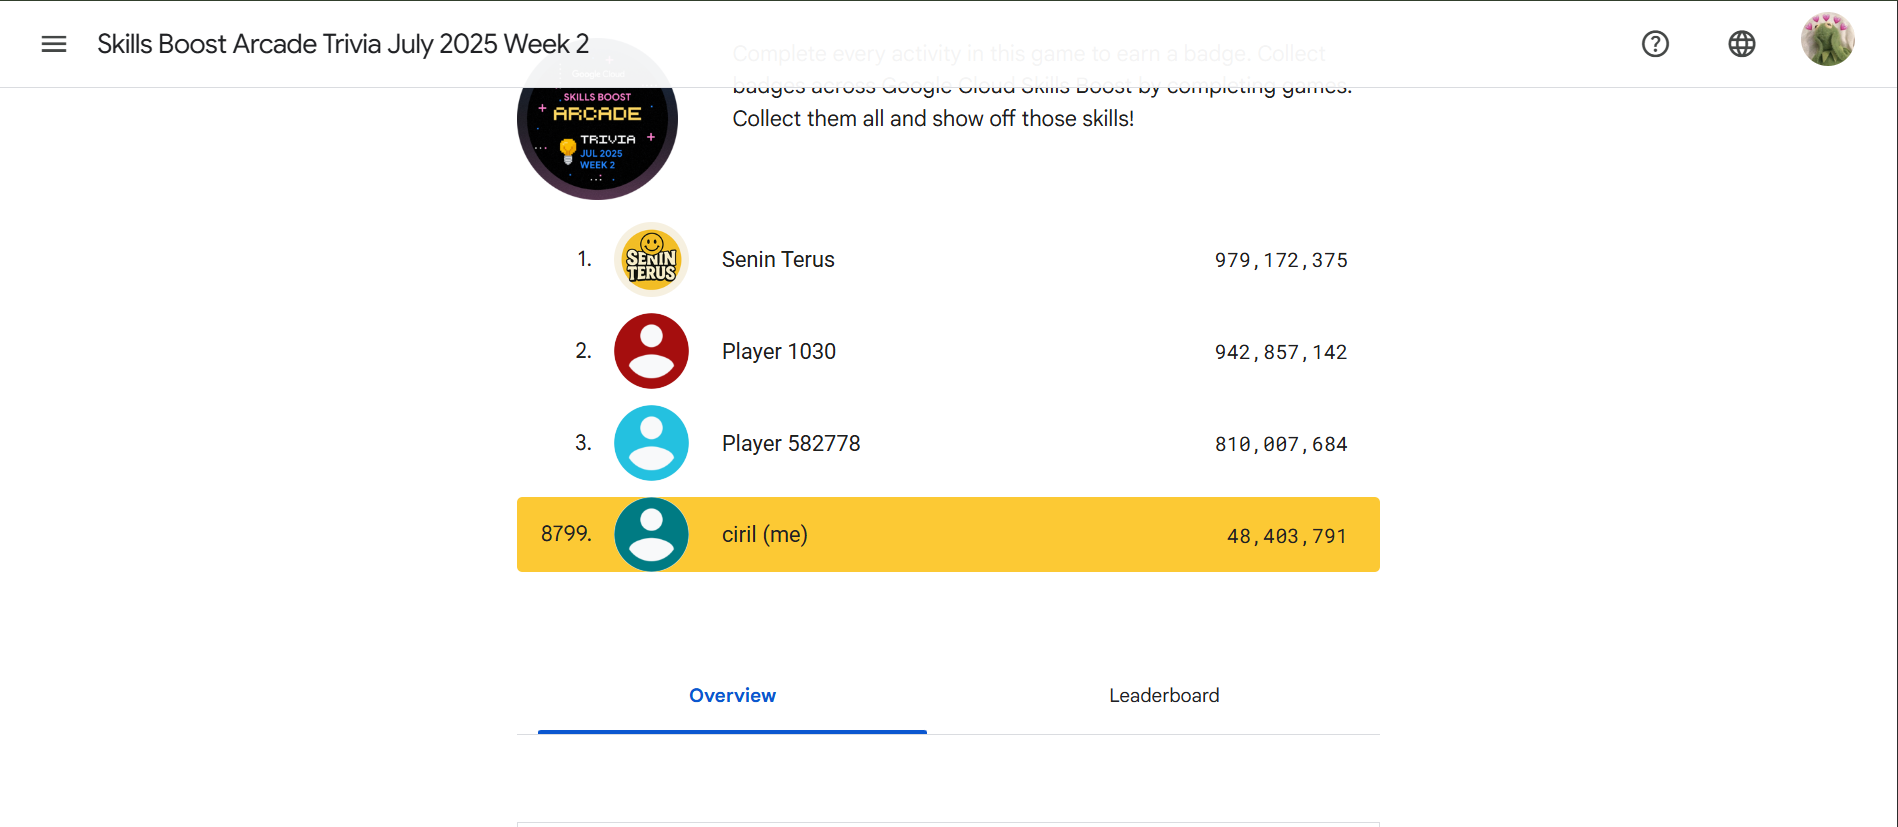 Skills Boost Arcade Trivia July 2025 Week 2
Complete every activity in this game to earn a badge. Collect
badges across Google Cloud Skills Boost by completing games.
Collect them all and show off those skills!
Google Cloud
SKILLS BOOST
ARCADE
TRIVIA
JUL 2025
WEEK 2
1. SENIN TERUS Senin Terus 979,172,375
2. Player 1030 942,857,142
3. Player 582778 810,007,684
8799. ciril (me) 48,403,791
Overview Leaderboard